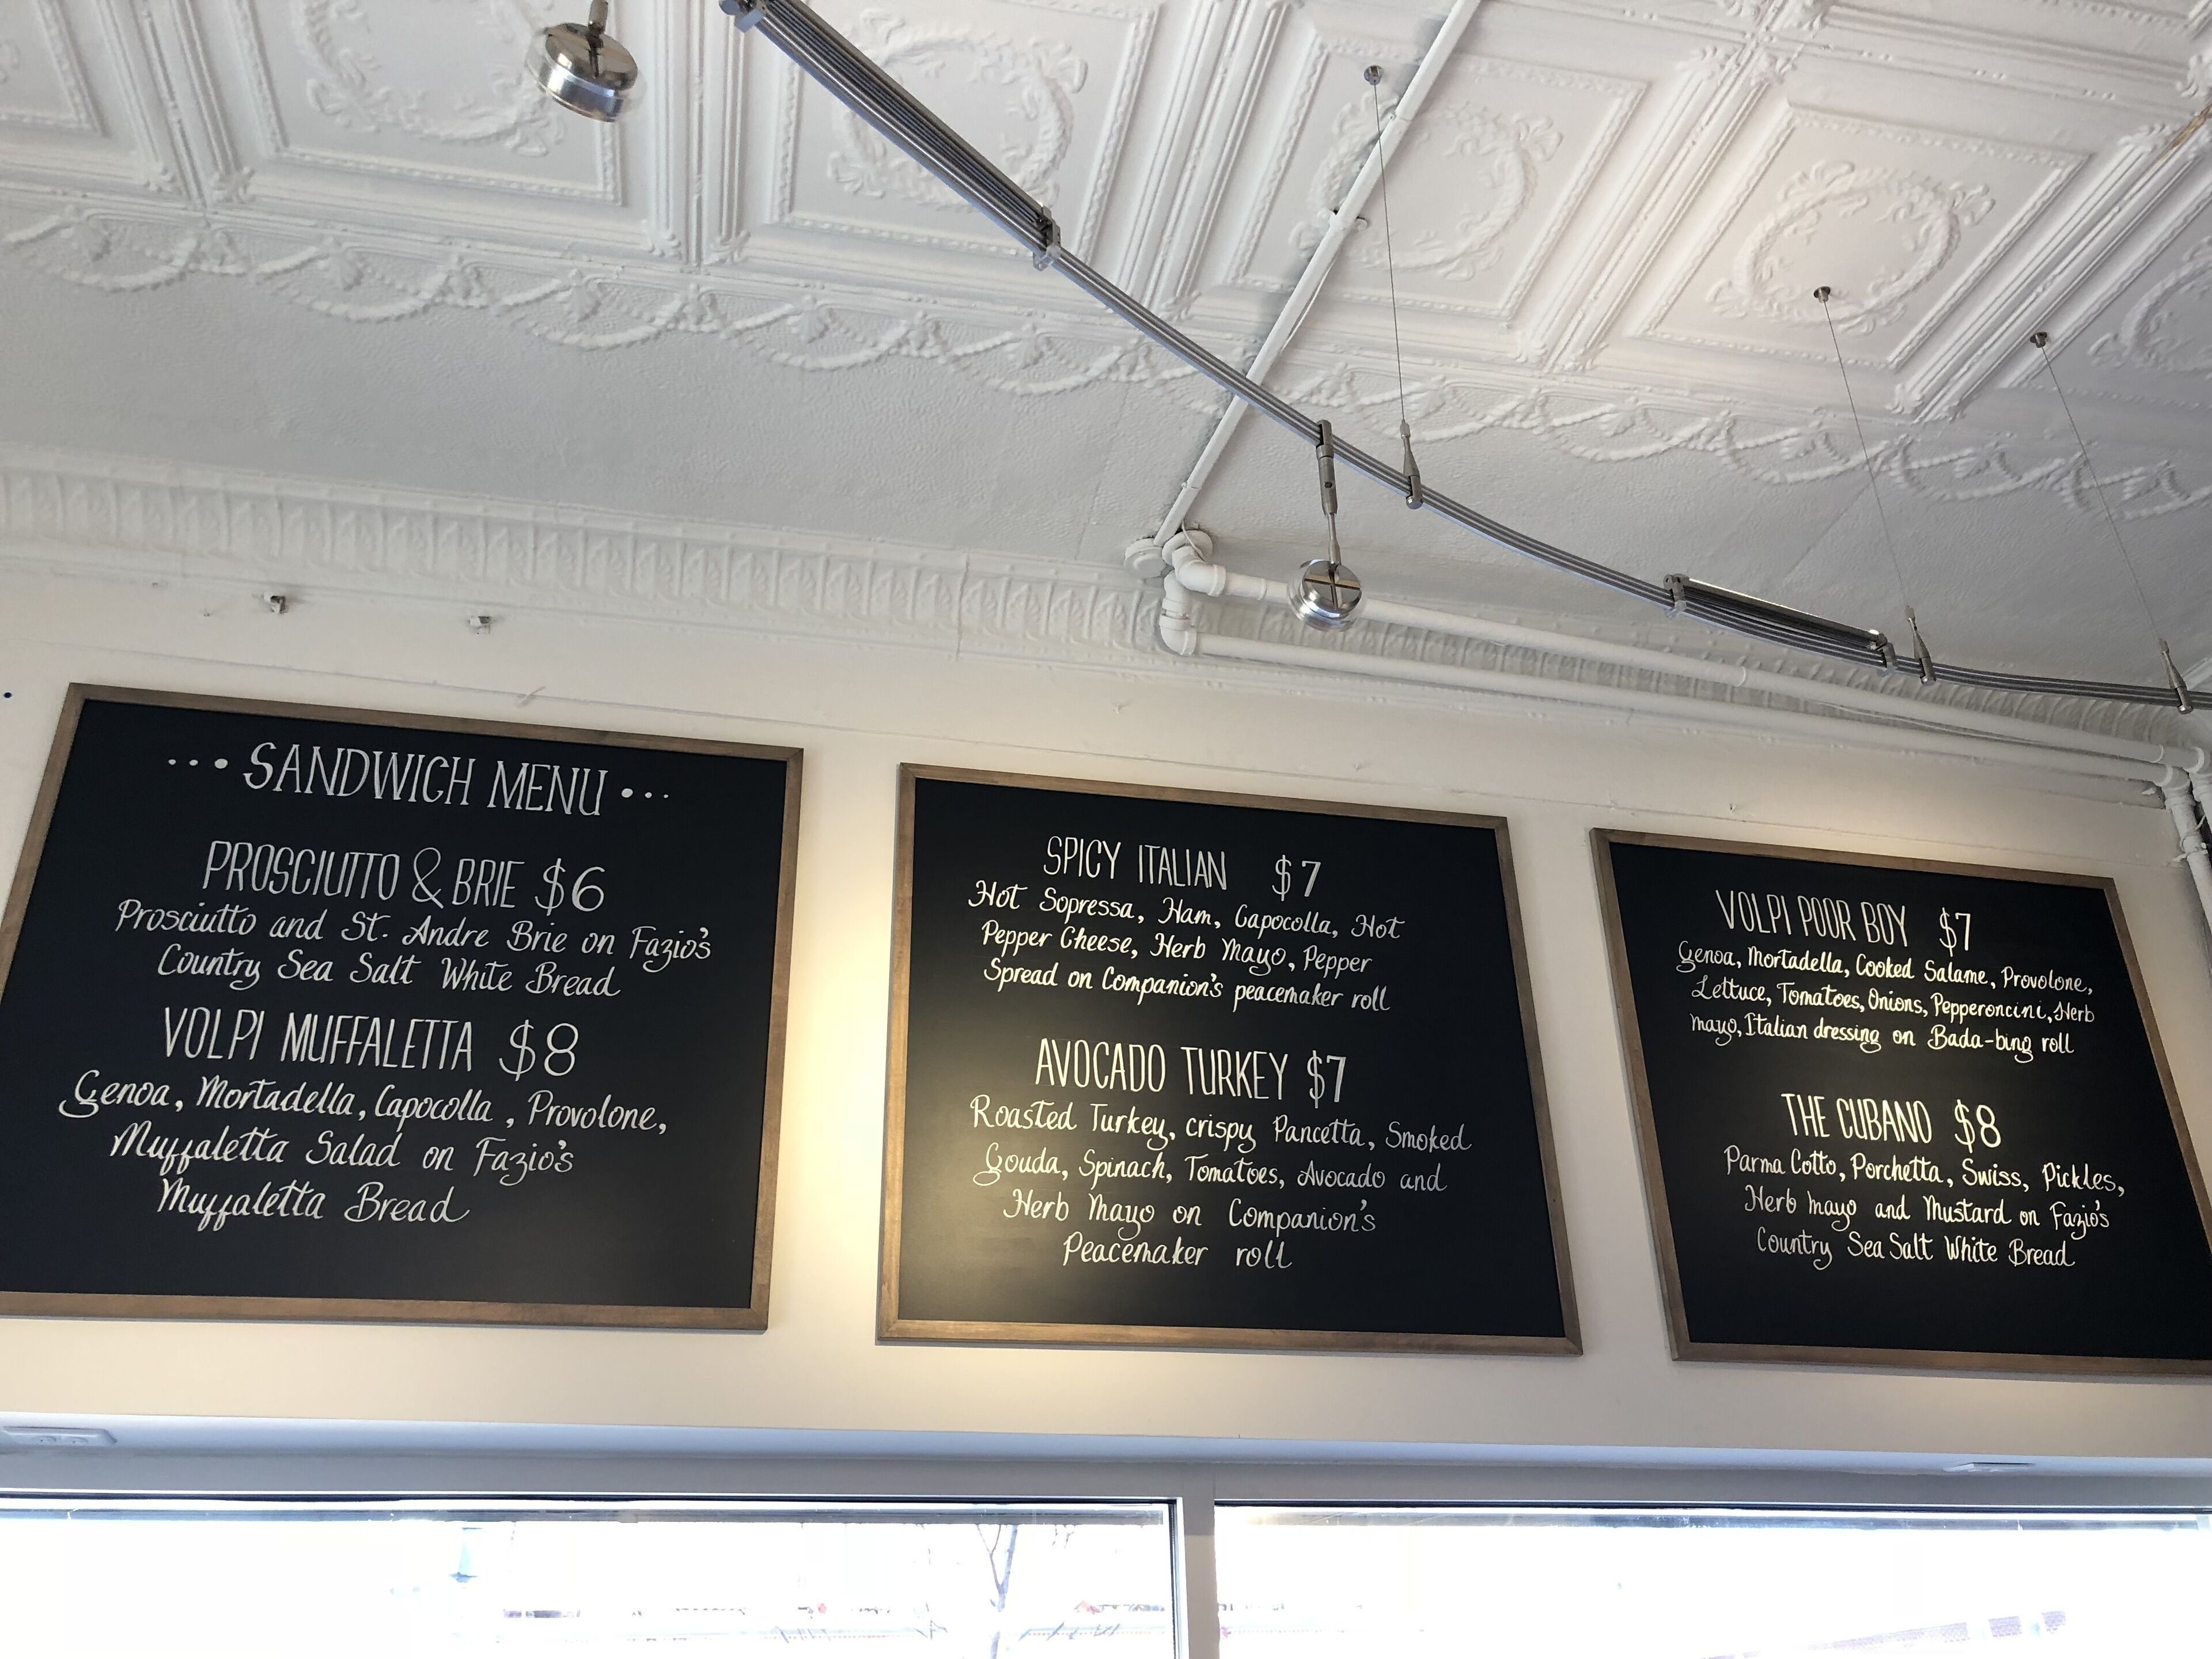 ...SANDWICH MENU...
PROSCIUTTO & BRIE $6
Prosciutto and St. Andre Brie on Fazio's
Country Sea Salt White Bread
VOLPI MUFFALETTA $8
Genoa, Mortadella, Capocolla, Provolone,
Muffaletta Salad on Fazio's
Muffaletta Bread
SPICY ITALIAN $7
Hot Sopressa, Ham, Capocolla, Hot
Pepper Cheese, Herb Mayo, Pepper
Spread on Companion's peacemaker roll
AVOCADO TURKEY $7
Roasted Turkey, crispy Pancetta, Smoked
Gouda, Spinach, Tomatoes, Avocado and
Herb Mayo on Companion's
Peacemaker roll
VOLPI POOR BOY $7
Genoa, Mortadella, Cooked Salame, Provolone,
Lettuce, Tomatoes, Onions, Pepperoncini, Herb
mayo, Italian dressing on Bada-bing roll
THE CUBANO $8
Parma Cotto, Porchetta, Swiss, Pickles,
Herb mayo and Mustard on Fazio's
Country Sea Salt White Bread